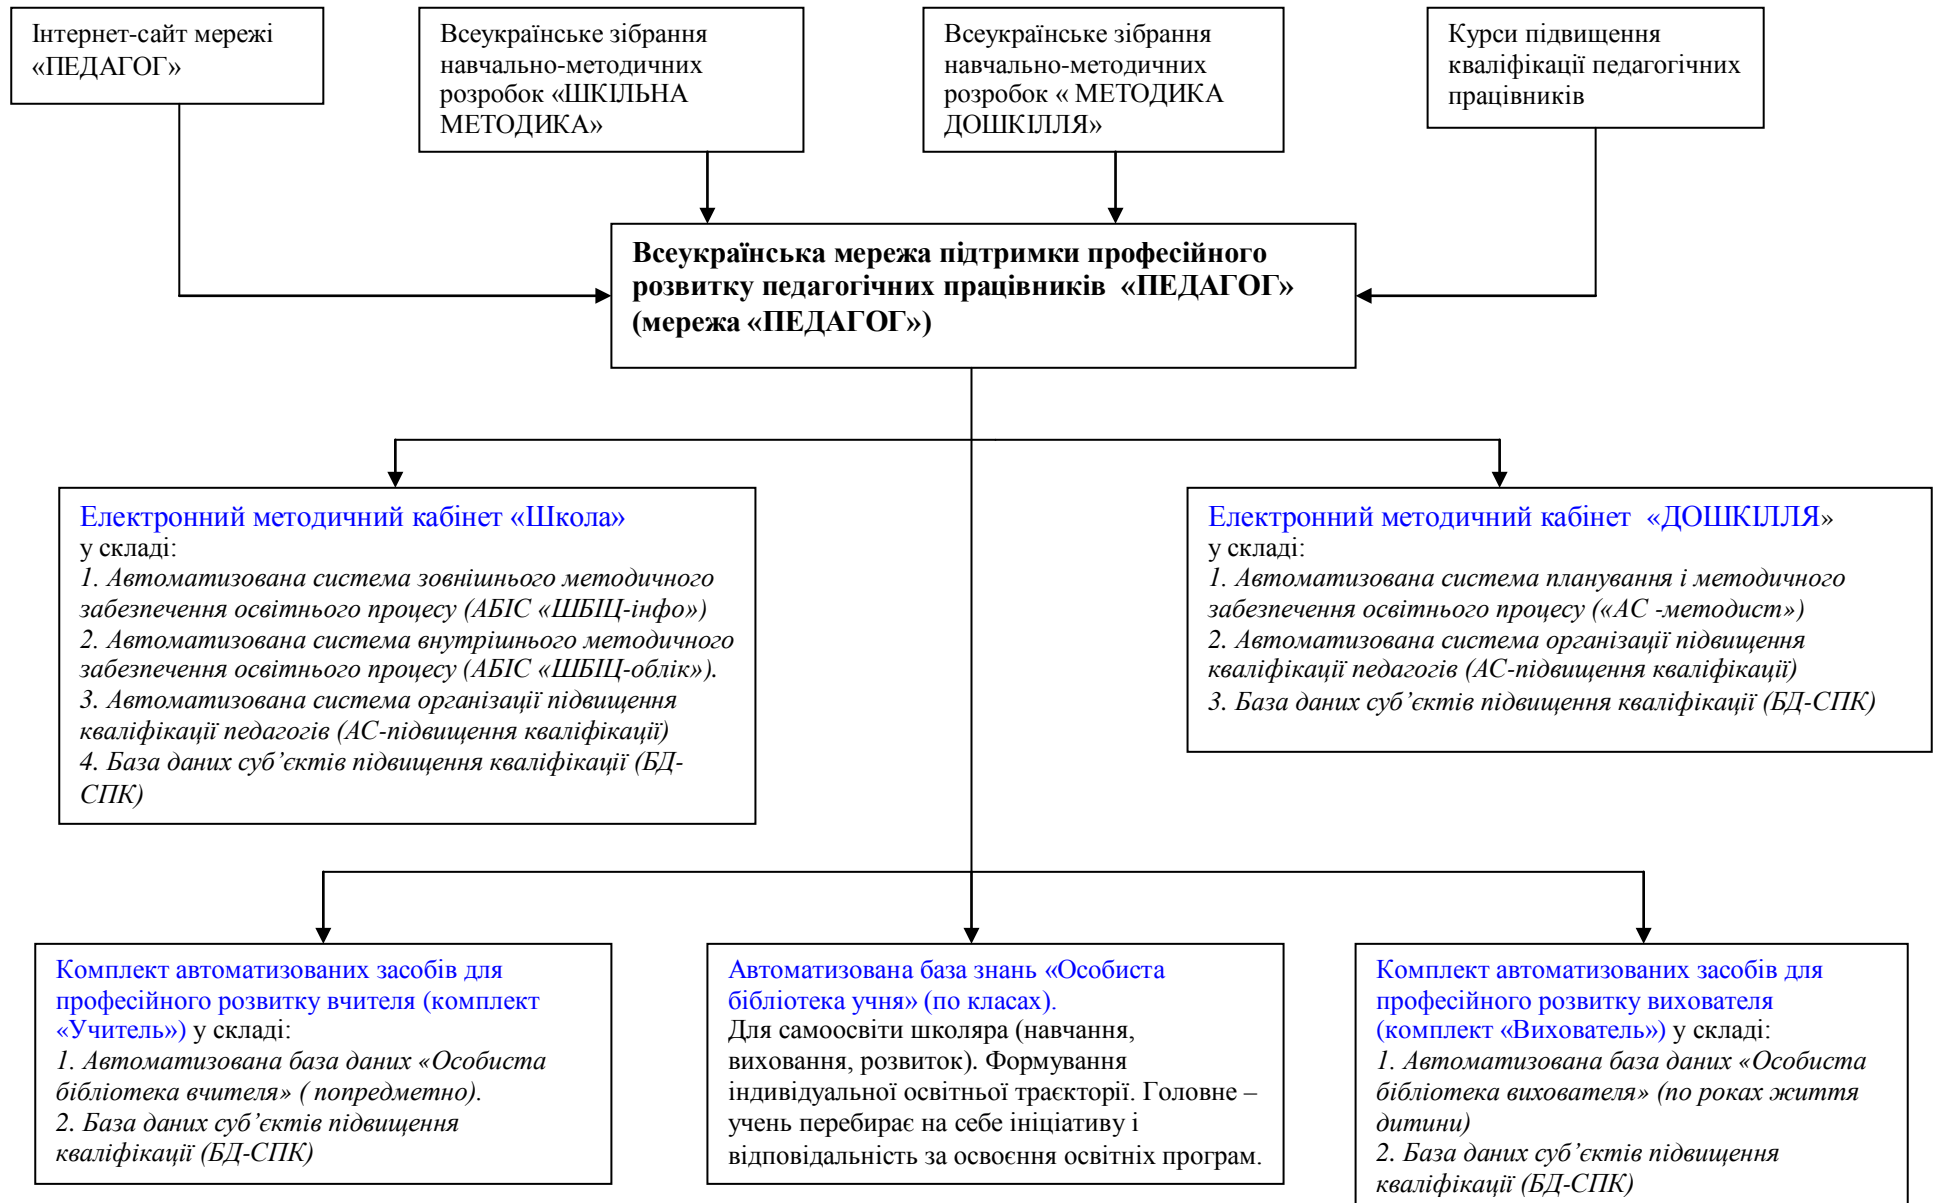 Інтернет-сайт мережі
«ПЕДАГОГ»
Всеукраїнське зібрання
навчально-методичних
розробок «ШКІЛЬНА
МЕТОДИКА»
Всеукраїнське зібрання
навчально-методичних
розробок « МЕТОДИКА
ДОШКІЛЛЯ»
Курси підвищення
кваліфікації педагогічних
працівників
Всеукраїнська мережа підтримки професійного
розвитку педагогічних працівників «ПЕДАГОГ»
(мережа «ПЕДАГОГ»)
Електронний методичний кабінет «Школа»
у складі:
1. Автоматизована система зовнішнього методичного
забезпечення освітнього процесу (АБІС «ШБІЦ-інфо»)
2. Автоматизована система внутрішнього методичного
забезпечення освітнього процесу (АБІС «ШБІЦ-облік»).
3. Автоматизована система організації підвищення
кваліфікації педагогів (АС-підвищення кваліфікації)
4. База даних суб’єктів підвищення кваліфікації (БД-
СПК)
Електронний методичний кабінет «ДОШКІЛЛЯ»
у складі:
1. Автоматизована система планування і методичного
забезпечення освітнього процесу («АС -методист»)
2. Автоматизована система організації підвищення
кваліфікації педагогів (АС-підвищення кваліфікації)
3. База даних суб’єктів підвищення кваліфікації (БД-СПК)
Комплект автоматизованих засобів для
професійного розвитку вчителя (комплект
«Учитель») у складі:
1. Автоматизована база даних «Особиста
бібліотека вчителя» ( попредметно).
2. База даних суб’єктів підвищення
кваліфікації (БД-СПК)
Автоматизована база знань «Особиста
бібліотека учня» (по класах).
Для самоосвіти школяра (навчання,
виховання, розвиток). Формування
індивідуальної освітньої траєкторії. Головне –
учень перебирає на себе ініціативу і
відповідальність за освоєння освітніх програм.
Комплект автоматизованих засобів для
професійного розвитку вихователя
(комплект «Вихователь») у складі:
1. Автоматизована база даних «Особиста
бібліотека вихователя» (по роках життя
дитини)
2. База даних суб’єктів підвищення
кваліфікації (БД-СПК)